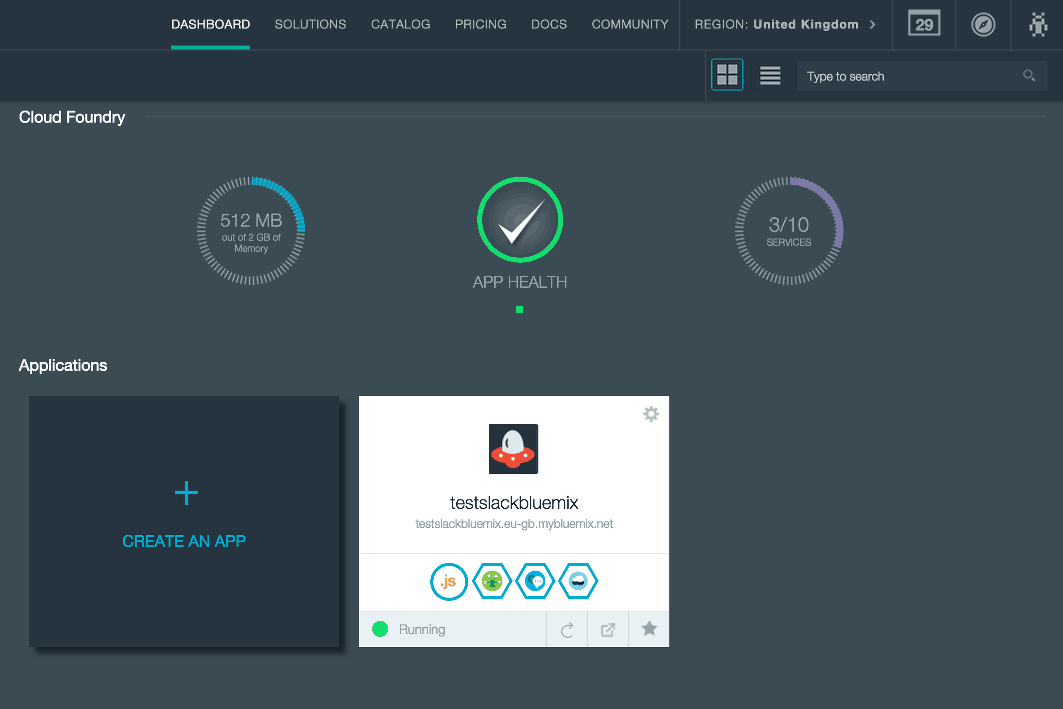 DASHBOARD SOLUTIONS CATALOG PRICING DOCS COMMUNITY REGION: United Kingdom 29
Type to search
Cloud Foundry
512 MB
out of 2 GB of
Memory
APP HEALTH
3/10
SERVICES
Applications
CREATE AN APP
testslackbluemix
testslackbluemix.eu-gb.mybluemix.net
.js
Running